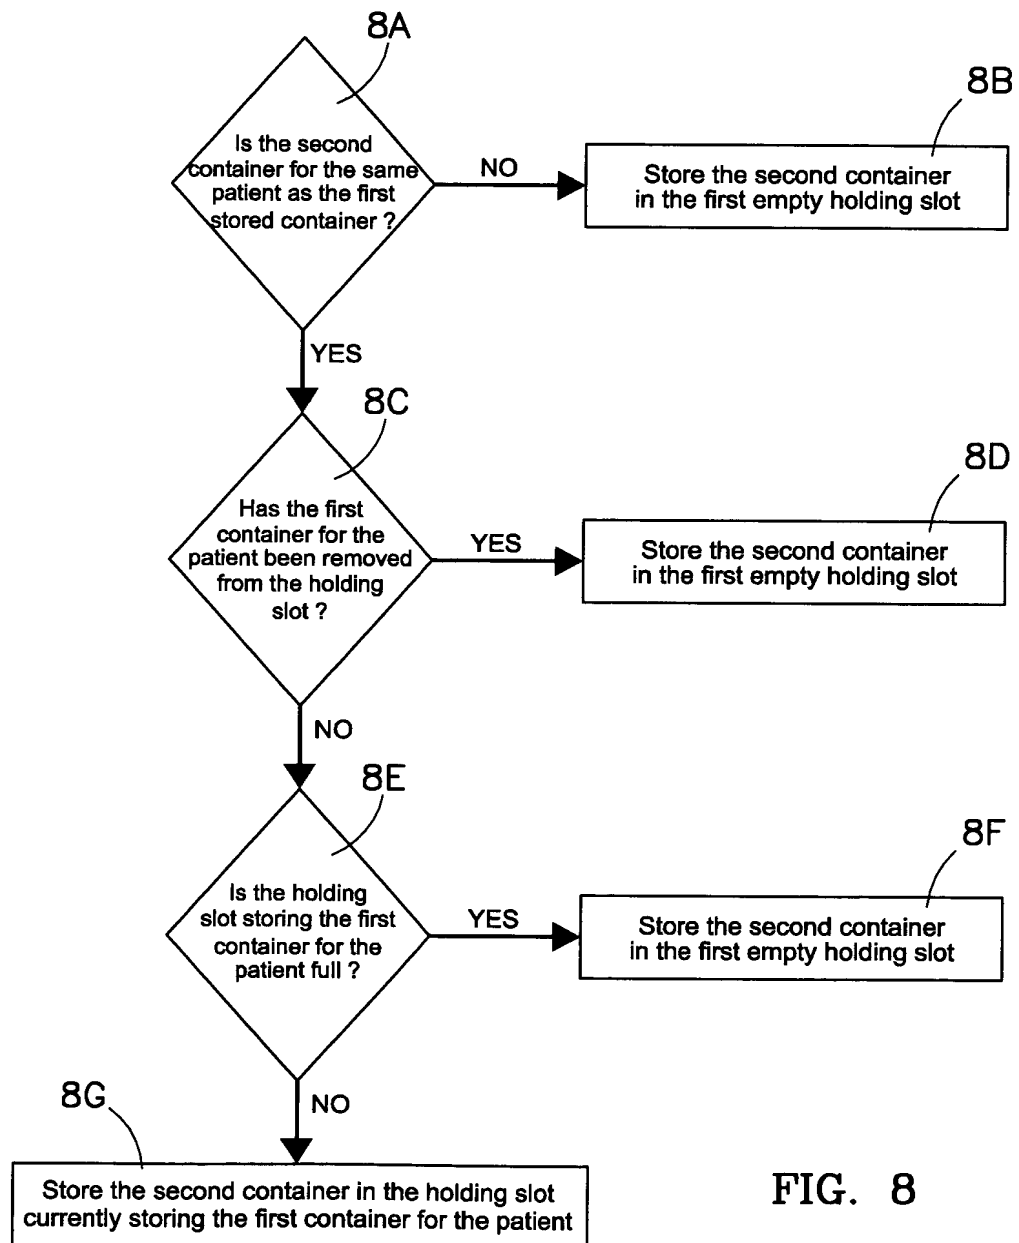 8A
Is the second
container for the same
patient as the first
stored container ?
NO
8B
Store the second container
in the first empty holding slot
YES
8C
Has the first
container for the
patient been removed
from the holding
slot ?
YES
8D
Store the second container
in the first empty holding slot
NO
8E
Is the holding
slot storing the first
container for the
patient full ?
YES
8F
Store the second container
in the first empty holding slot
NO
8G
Store the second container in the holding slot
currently storing the first container for the patient
FIG. 8